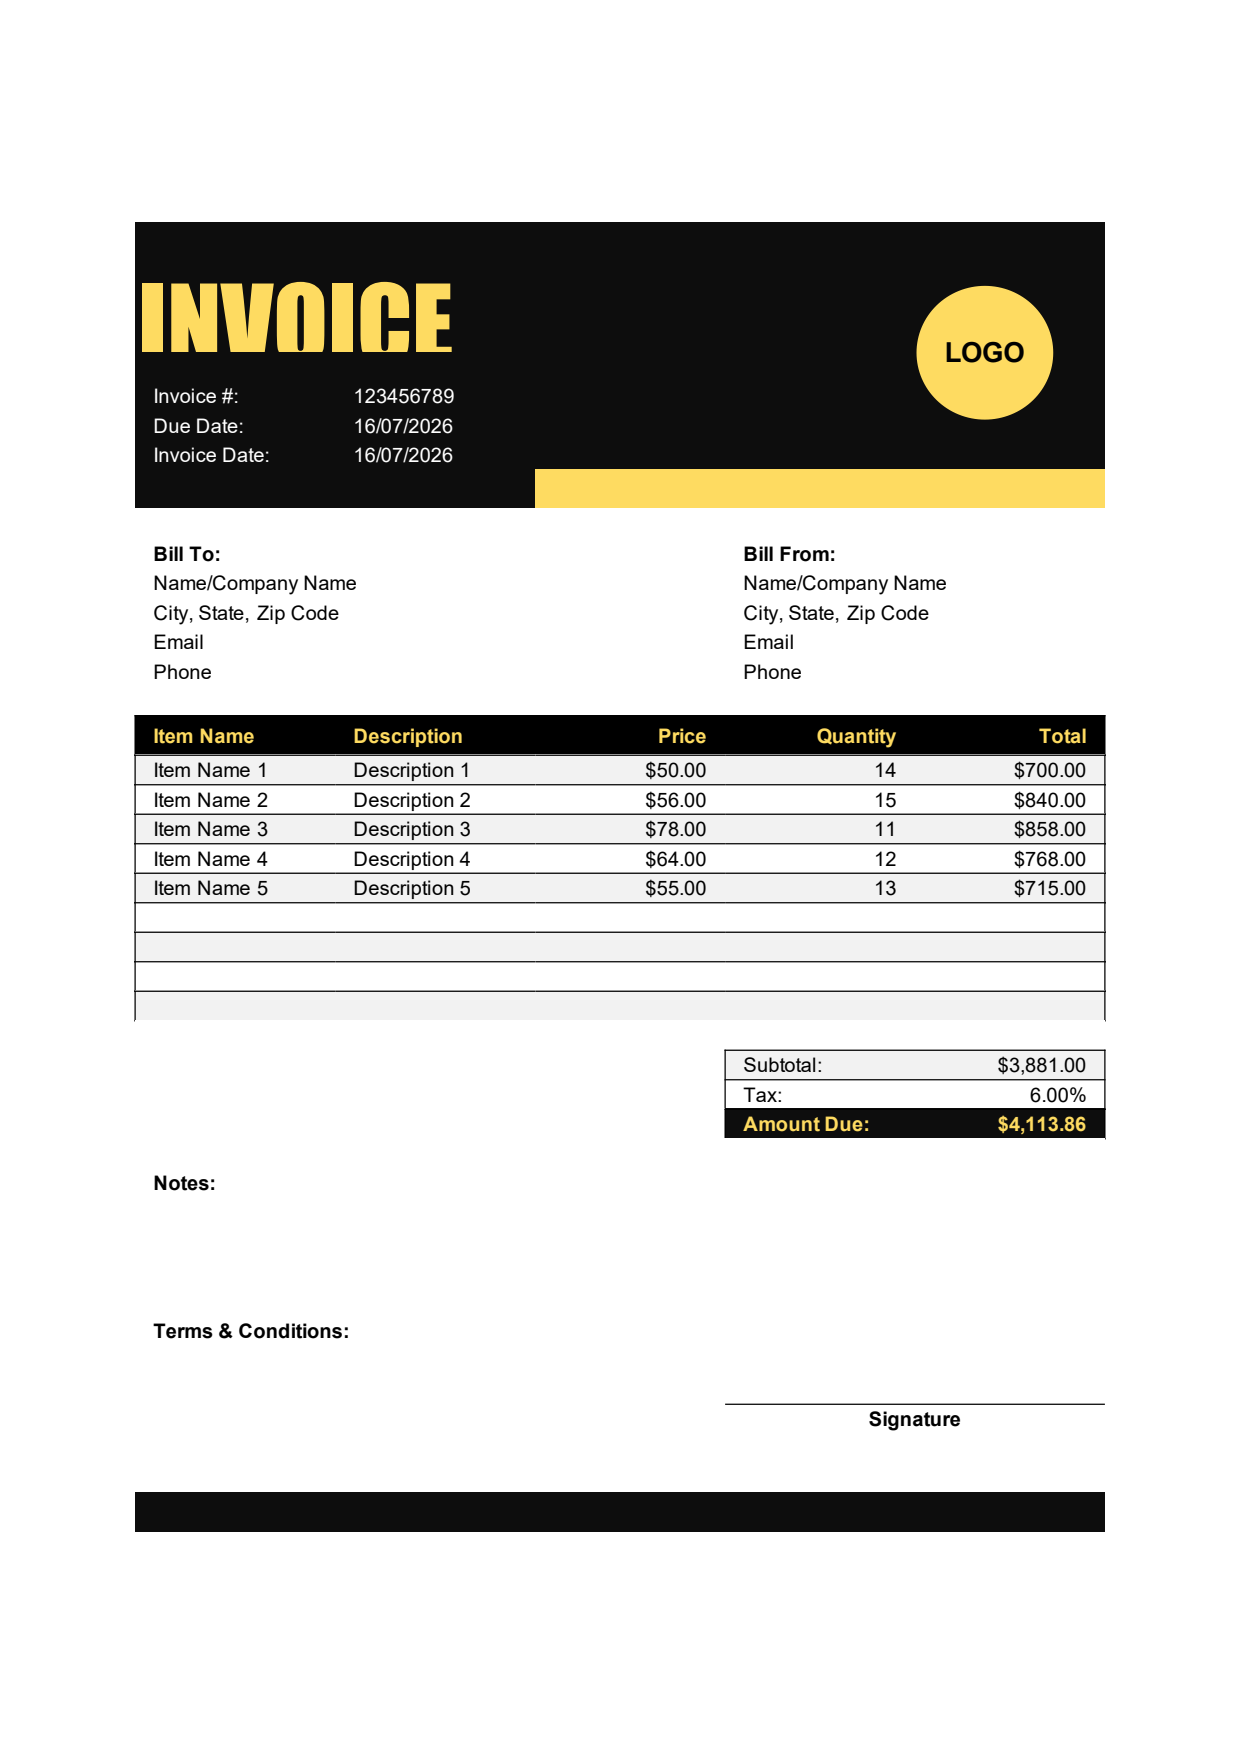 INVOICE
LOGO
Invoice #: 123456789
Due Date: 16/07/2026
Invoice Date: 16/07/2026
Bill To: Bill From:
Name/Company Name Name/Company Name
City, State, Zip Code City, State, Zip Code
Email Email
Phone Phone
Item Name Description Price Quantity Total
Item Name 1 Description 1 $50.00 14 $700.00
Item Name 2 Description 2 $56.00 15 $840.00
Item Name 3 Description 3 $78.00 11 $858.00
Item Name 4 Description 4 $64.00 12 $768.00
Item Name 5 Description 5 $55.00 13 $715.00
Subtotal: $3,881.00
Tax: 6.00%
Amount Due: $4,113.86
Notes:
Terms & Conditions:
Signature